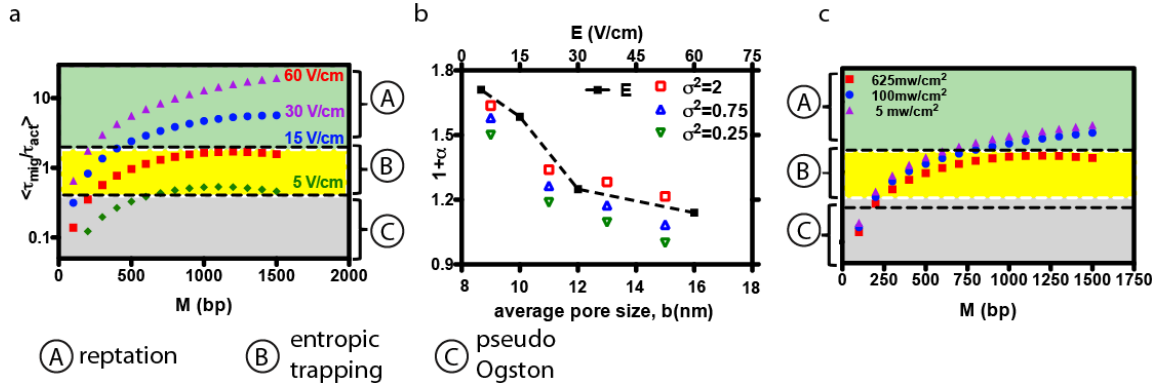 a
<τmig/τact>
10
1
0.1
60 V/cm
30 V/cm
15 V/cm
5 V/cm
0 500 1000 1500 2000
M (bp)
A
B
C
b
E (V/cm)
0 15 30 45 60 75
1+α
1.8
1.5
1.2
0.9
E
σ²=2
σ²=0.75
σ²=0.25
8 10 12 14 16 18
average pore size, b(nm)
c
A
B
C
625mw/cm²
100mw/cm²
5 mw/cm²
0 250 500 750 1000 1250 1500 1750
M (bp)
A reptation
B entropic
trapping
C pseudo
Ogston